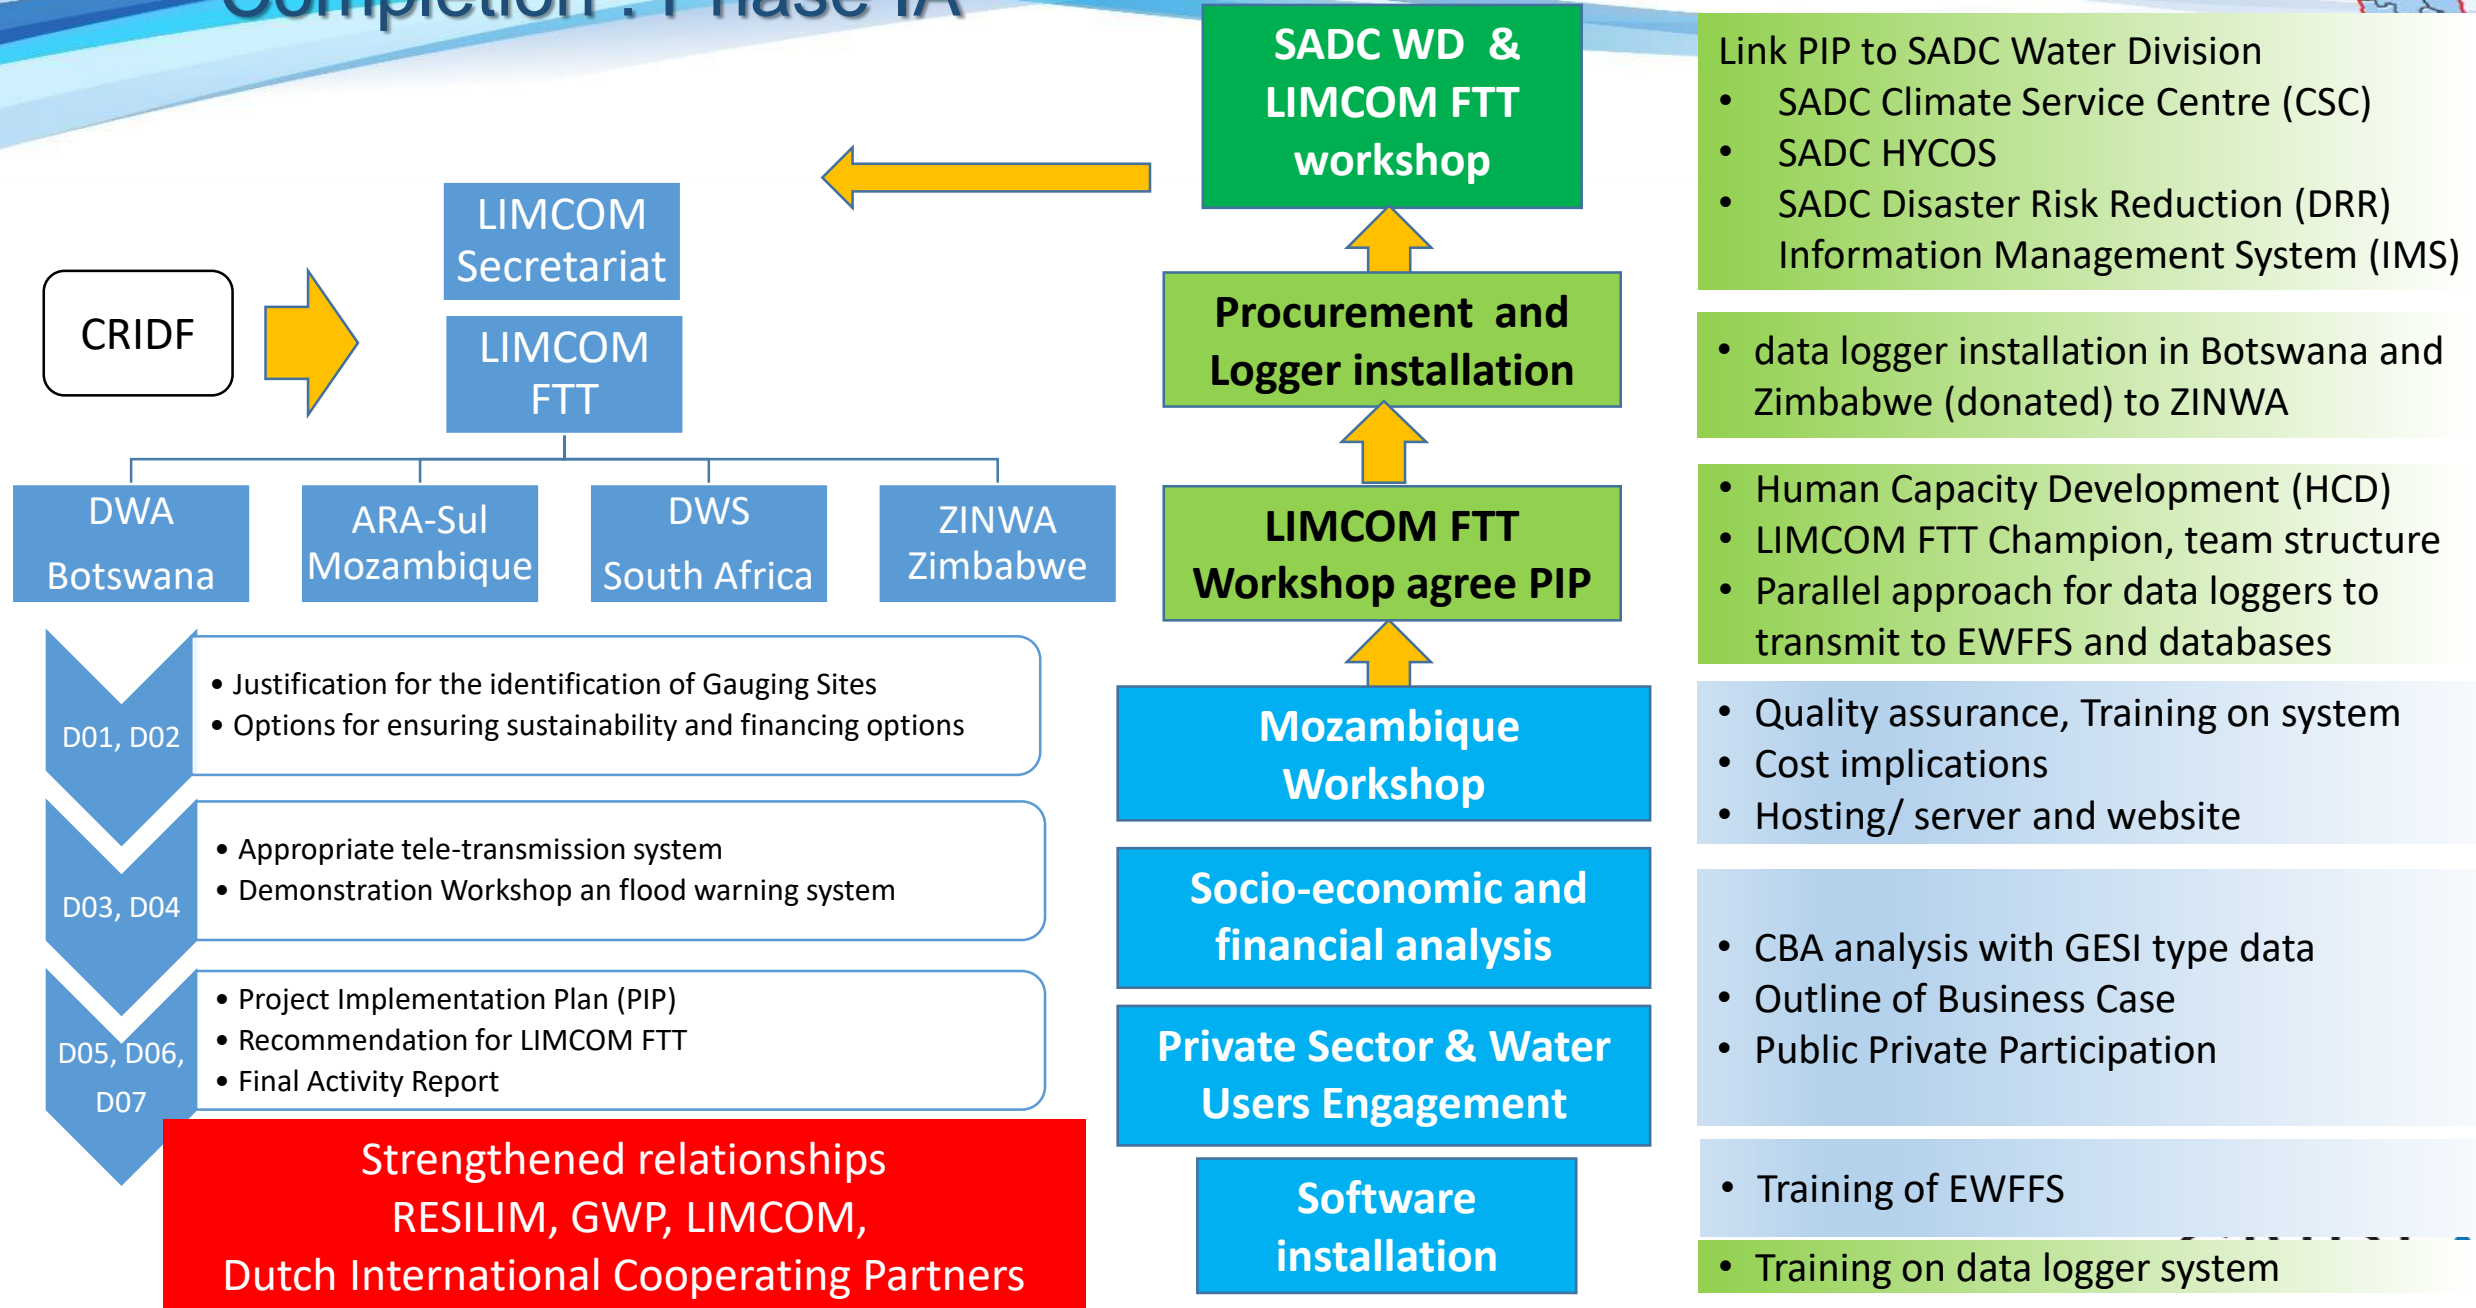 Completion : Phase IA
CRIDF
LIMCOM
Secretariat
LIMCOM
FTT
DWA
Botswana
ARA-Sul
Mozambique
DWS
South Africa
ZINWA
Zimbabwe
D01, D02
• Justification for the identification of Gauging Sites
• Options for ensuring sustainability and financing options
D03, D04
• Appropriate tele-transmission system
• Demonstration Workshop an flood warning system
D05, D06,
D07
• Project Implementation Plan (PIP)
• Recommendation for LIMCOM FTT
• Final Activity Report
Strengthened relationships
RESILIM, GWP, LIMCOM,
Dutch International Cooperating Partners
SADC WD &
LIMCOM FTT
workshop
Procurement and
Logger installation
LIMCOM FTT
Workshop agree PIP
Mozambique
Workshop
Socio-economic and
financial analysis
Private Sector & Water
Users Engagement
Software
installation
Link PIP to SADC Water Division
• SADC Climate Service Centre (CSC)
• SADC HYCOS
• SADC Disaster Risk Reduction (DRR)
Information Management System (IMS)
• data logger installation in Botswana and
Zimbabwe (donated) to ZINWA
• Human Capacity Development (HCD)
• LIMCOM FTT Champion, team structure
• Parallel approach for data loggers to
transmit to EWFFS and databases
• Quality assurance, Training on system
• Cost implications
• Hosting/ server and website
• CBA analysis with GESI type data
• Outline of Business Case
• Public Private Participation
• Training of EWFFS
• Training on data logger system